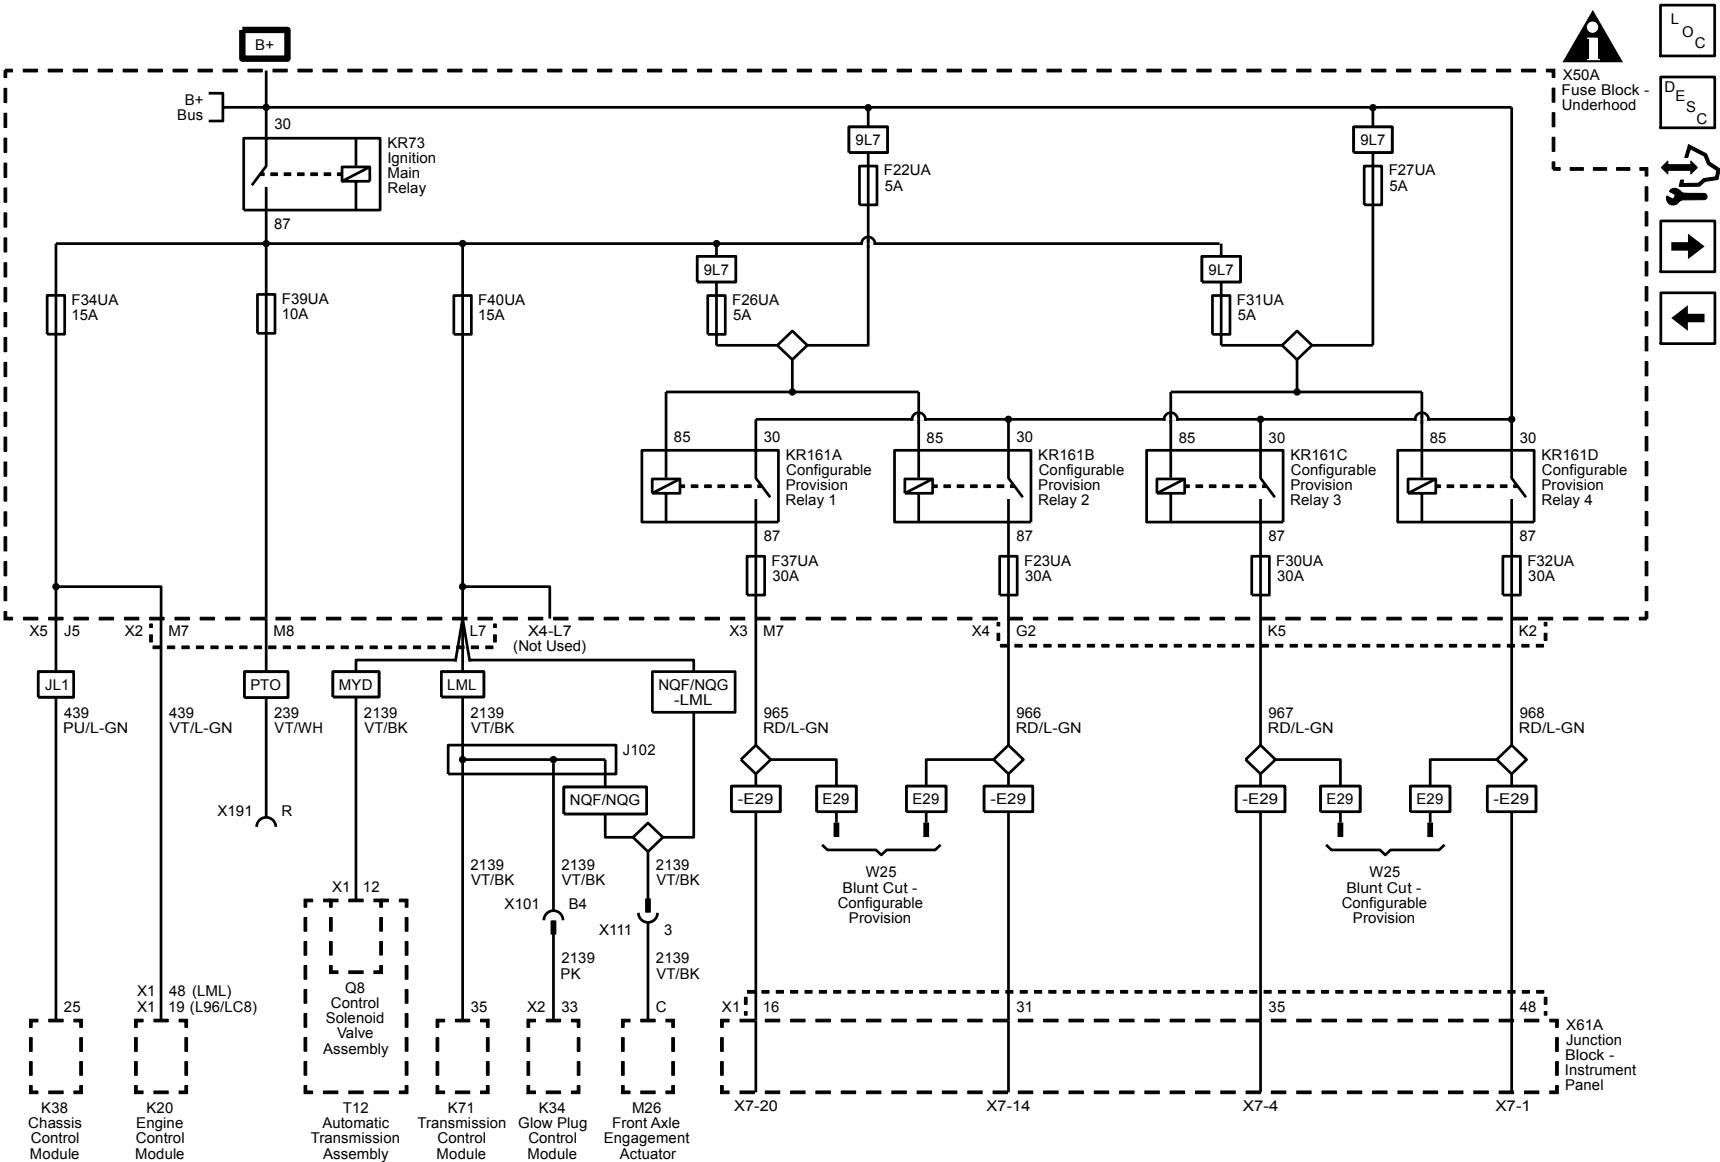 B+
LOC
X50A
Fuse Block -
Underhood
DESC
B+
Bus
30
KR73
Ignition
Main
Relay
87
9L7
F22UA
5A
9L7
F27UA
5A
9L7
F26UA
5A
9L7
F31UA
5A
F34UA
15A
F39UA
10A
F40UA
15A
85
30
KR161A
Configurable
Provision
Relay 1
87
F37UA
30A
85
30
KR161B
Configurable
Provision
Relay 2
87
F23UA
30A
85
30
KR161C
Configurable
Provision
Relay 3
87
F30UA
30A
85
30
KR161D
Configurable
Provision
Relay 4
87
F32UA
30A
X5 J5
X2 M7
M8
L7
X4-L7
(Not Used)
X3 M7
X4 G2
K5
K2
JL1
PTO
MYD
LML
NQF/NQG
-LML
439
PU/L-GN
439
VT/L-GN
239
VT/WH
2139
VT/BK
2139
VT/BK
965
RD/L-GN
966
RD/L-GN
967
RD/L-GN
968
RD/L-GN
J102
NQF/NQG
-E29
E29
E29
-E29
-E29
E29
E29
-E29
X191 R
W25
Blunt Cut -
Configurable
Provision
W25
Blunt Cut -
Configurable
Provision
2139
VT/BK
2139
VT/BK
2139
VT/BK
X1 12
X101 B4
X111 3
2139
PK
2139
VT/BK
Q8
Control
Solenoid
Valve
Assembly
X1 48 (LML)
X1 19 (L96/LC8)
25
35
X2 33
C
X1 16
31
35
48
X61A
Junction
Block -
Instrument
Panel
K38
Chassis
Control
Module
K20
Engine
Control
Module
T12
Automatic
Transmission
Assembly
K71
Transmission
Control
Module
K34
Glow Plug
Control
Module
M26
Front Axle
Engagement
Actuator
X7-20
X7-14
X7-4
X7-1